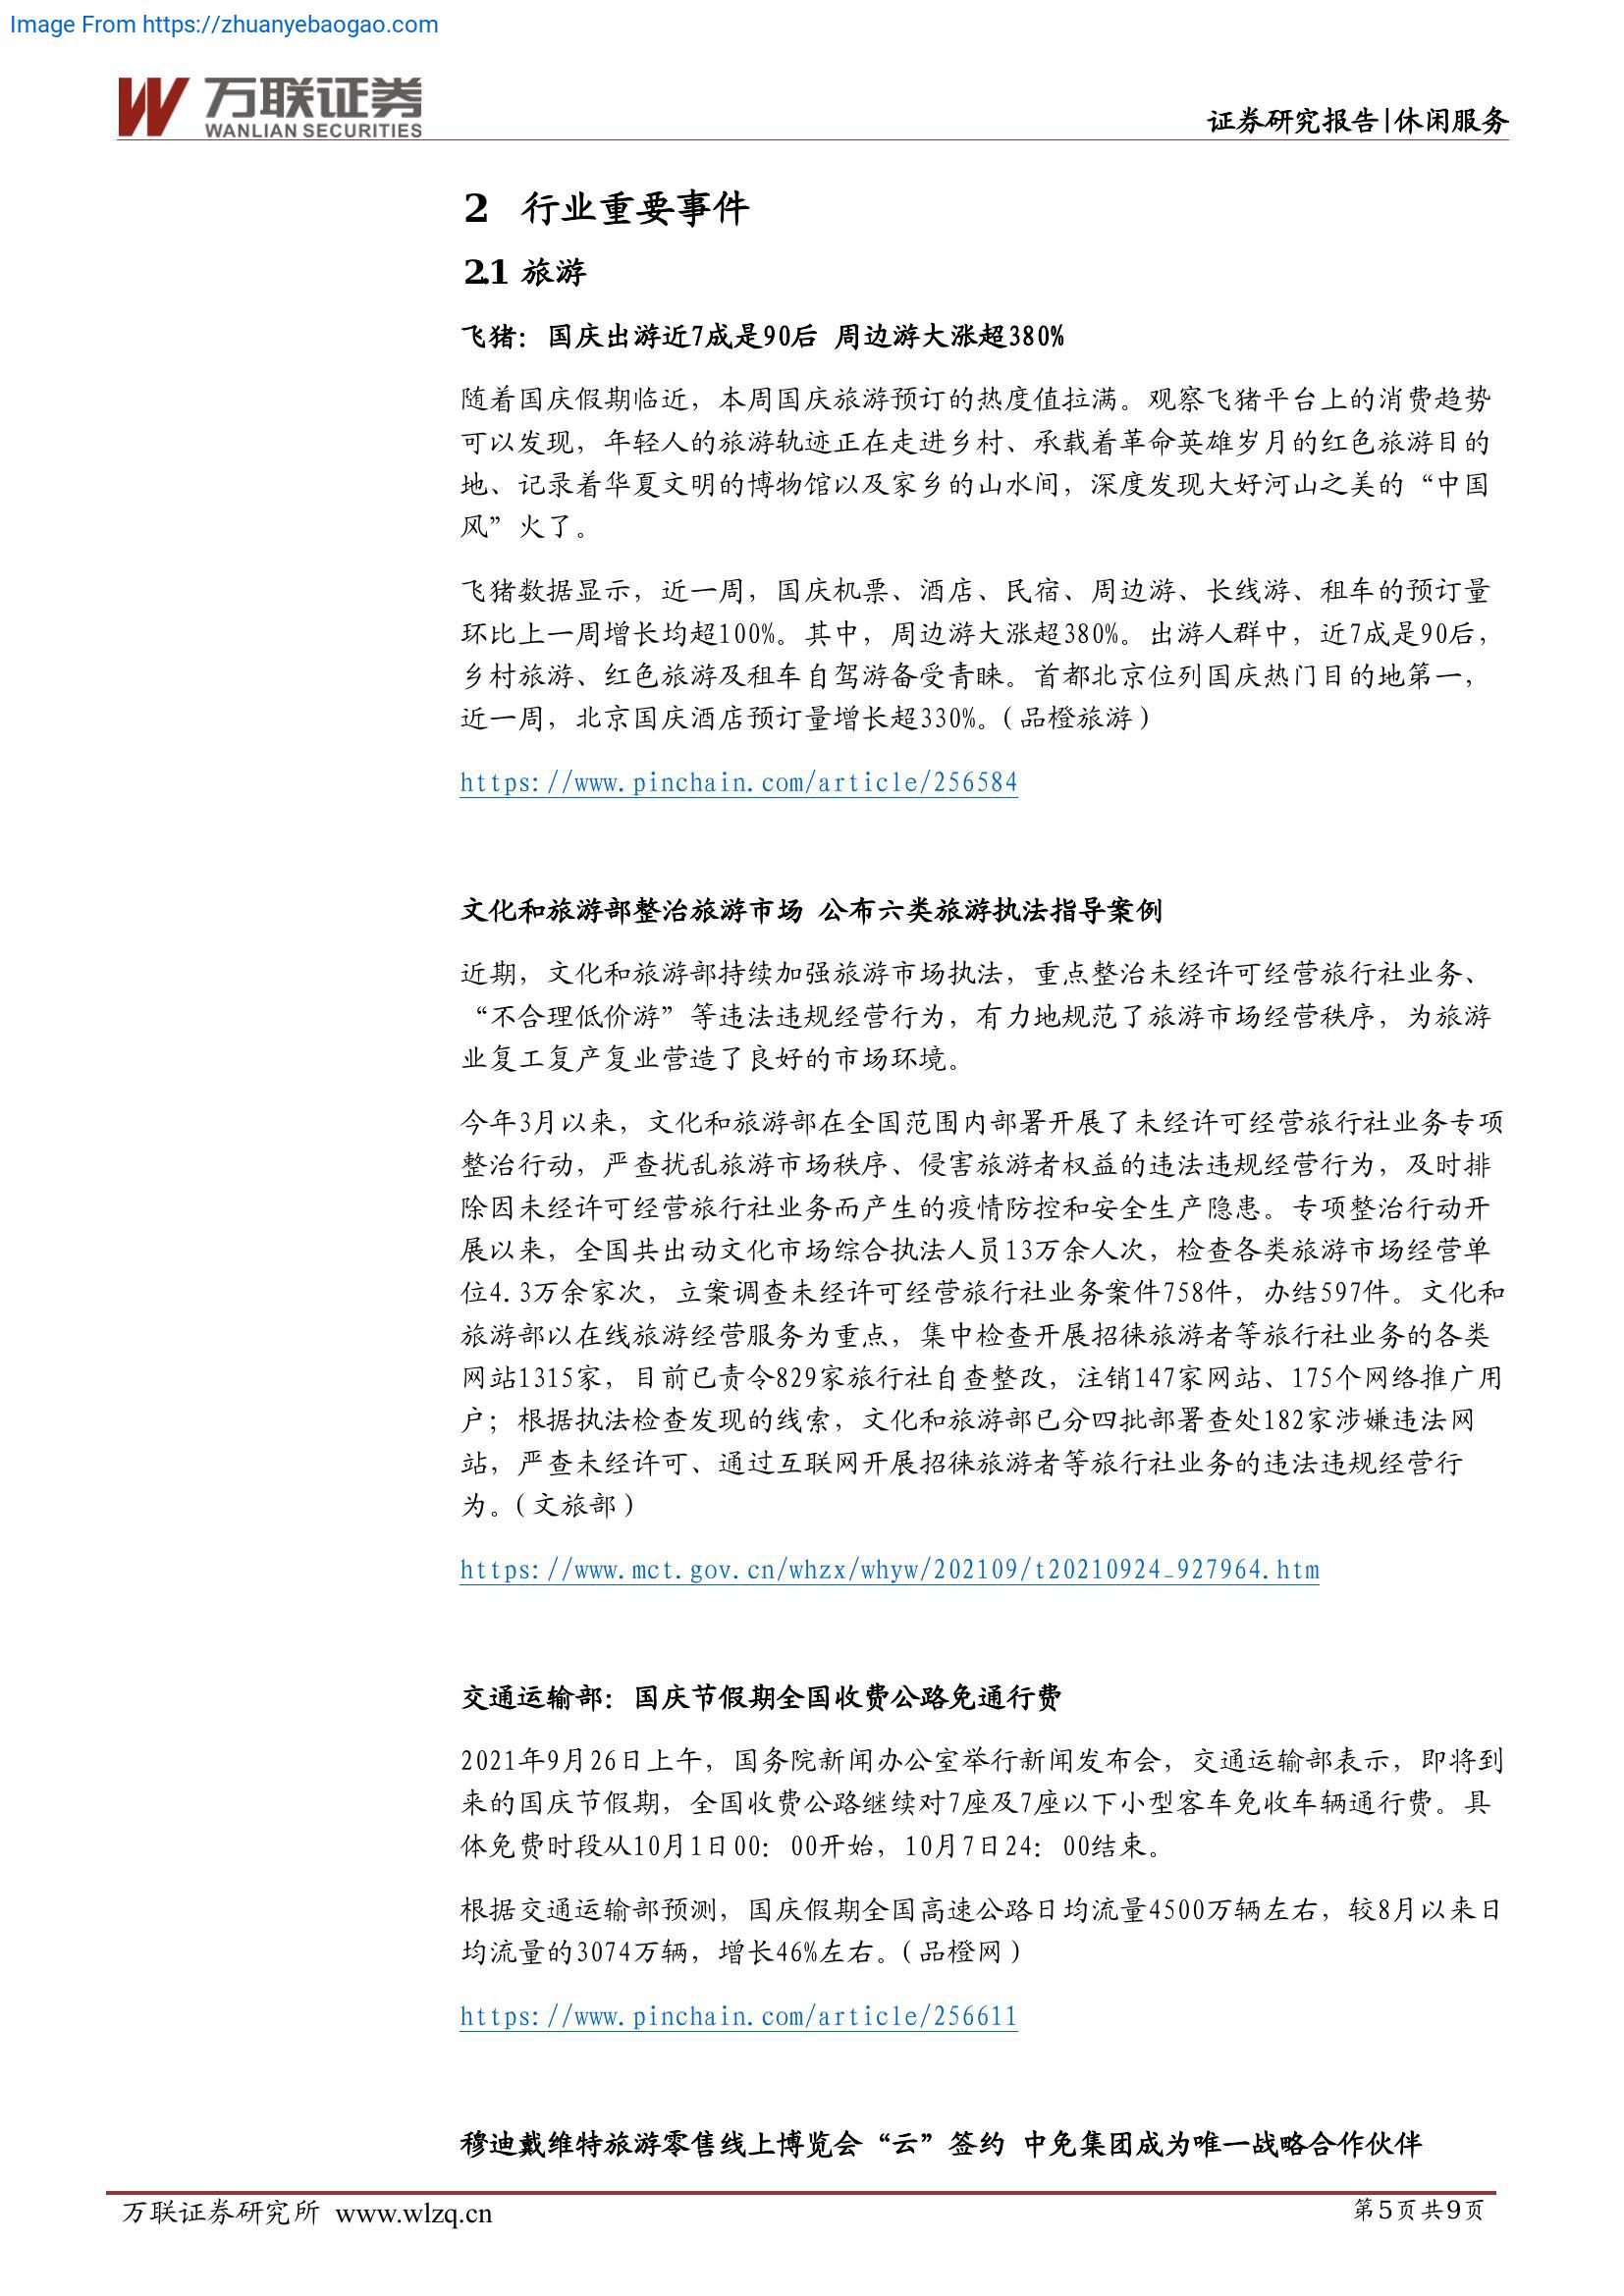 Image From https://zhuanyebaogao.com
万联证券
WANLIAN SECURITIES
证券研究报告|休闲服务
2 行业重要事件
2.1 旅游
飞猪：国庆出游近7成是90后 周边游大涨超380%
随着国庆假期临近，本周国庆旅游预订的热度值拉满。观察飞猪平台上的消费趋势
可以发现，年轻人的旅游轨迹正在走进乡村、承载着革命英雄岁月的红色旅游目的
地、记录着华夏文明的博物馆以及家乡的山水间，深度发现大好河山之美的“中国
风”火了。
飞猪数据显示，近一周，国庆机票、酒店、民宿、周边游、长线游、租车的预订量
环比上一周增长均超100%。其中，周边游大涨超380%。出游人群中，近7成是90后，
乡村旅游、红色旅游及租车自驾游备受青睐。首都北京位列国庆热门目的地第一，
近一周，北京国庆酒店预订量增长超330%。（品橙旅游）
https://www.pinchain.com/article/256584
文化和旅游部整治旅游市场 公布六类旅游执法指导案例
近期，文化和旅游部持续加强旅游市场执法，重点整治未经许可经营旅行社业务、
“不合理低价游”等违法违规经营行为，有力地规范了旅游市场经营秩序，为旅游
业复工复产复业营造了良好的市场环境。
今年3月以来，文化和旅游部在全国范围内部署开展了未经许可经营旅行社业务专项
整治行动，严查扰乱旅游市场秩序、侵害旅游者权益的违法违规经营行为，及时排
除因未经许可经营旅行社业务而产生的疫情防控和安全生产隐患。专项整治行动开
展以来，全国共出动文化市场综合执法人员13万余人次，检查各类旅游市场经营单
位4.3万余家次，立案调查未经许可经营旅行社业务案件758件，办结597件。文化和
旅游部以在线旅游经营服务为重点，集中检查开展招徕旅游者等旅行社业务的各类
网站1315家，目前已责令829家旅行社自查整改，注销147家网站、175个网络推广用
户；根据执法检查发现的线索，文化和旅游部已分四批部署查处182家涉嫌违法网
站，严查未经许可、通过互联网开展招徕旅游者等旅行社业务的违法违规经营行
为。（文旅部）
https://www.mct.gov.cn/whzx/whyw/202109/t20210924_927964.htm
交通运输部：国庆节假期全国收费公路免通行费
2021年9月26日上午，国务院新闻办公室举行新闻发布会，交通运输部表示，即将到
来的国庆节假期，全国收费公路继续对7座及7座以下小型客车免收车辆通行费。具
体免费时段从10月1日00：00开始，10月7日24：00结束。
根据交通运输部预测，国庆假期全国高速公路日均流量4500万辆左右，较8月以来日
均流量的3074万辆，增长46%左右。（品橙网）
https://www.pinchain.com/article/256611
穆迪戴维特旅游零售线上博览会“云”签约 中免集团成为唯一战略合作伙伴
万联证券研究所 www.wlzq.cn
第5页共9页